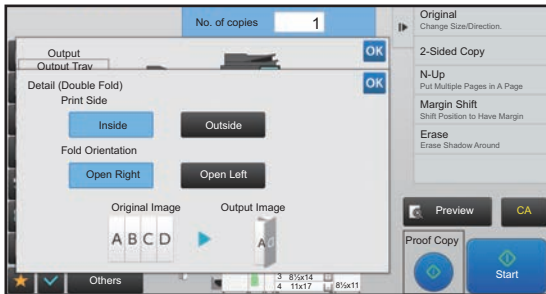 No. of copies 1
Original
Change Size/Direction.
2-Sided Copy
N-Up
Put Multiple Pages in A Page
Margin Shift
Shift Position to Have Margin
Erase
Erase Shadow Around
Output
OK
Output Tray
Detail (Double Fold)
OK
Print Side
Inside Outside
Fold Orientation
Open Right Open Left
Original Image Output Image
A B C D
A
Preview
CA
Proof Copy
Start
Others
3 8½x14
4 11x17
8½x11